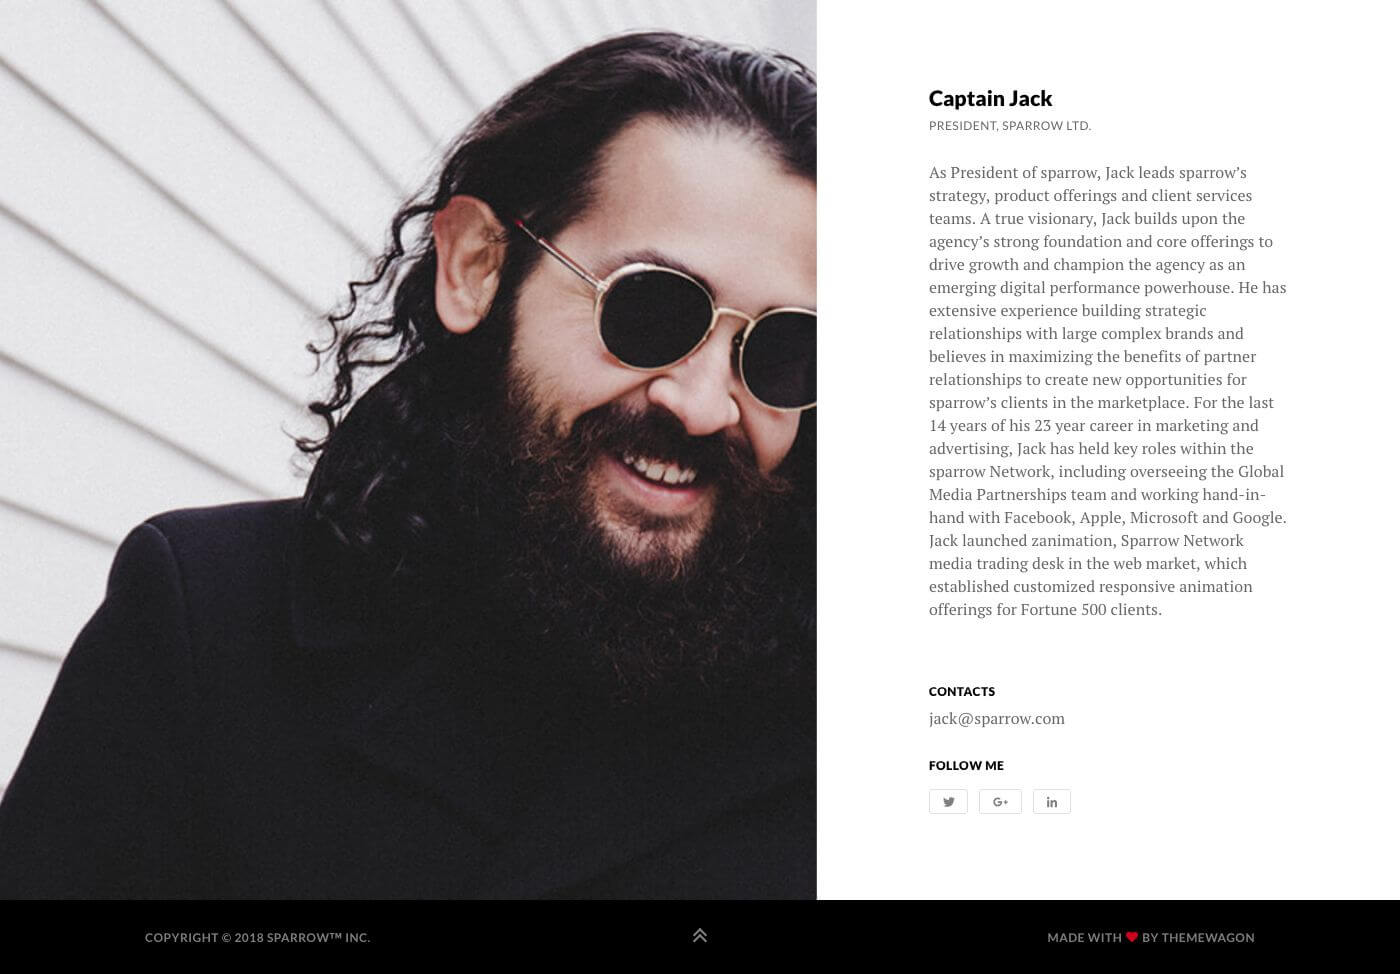 Captain Jack
PRESIDENT, SPARROW LTD.
As President of sparrow, Jack leads sparrow’s
strategy, product offerings and client services
teams. A true visionary, Jack builds upon the
agency’s strong foundation and core offerings to
drive growth and champion the agency as an
emerging digital performance powerhouse. He has
extensive experience building strategic
relationships with large complex brands and
believes in maximizing the benefits of partner
relationships to create new opportunities for
sparrow’s clients in the marketplace. For the last
14 years of his 23 year career in marketing and
advertising, Jack has held key roles within the
sparrow Network, including overseeing the Global
Media Partnerships team and working hand-in-
hand with Facebook, Apple, Microsoft and Google.
Jack launched zanimation, Sparrow Network
media trading desk in the web market, which
established customized responsive animation
offerings for Fortune 500 clients.
CONTACTS
jack@sparrow.com
FOLLOW ME
G+ in
COPYRIGHT © 2018 SPARROW™ INC.
MADE WITH ❤ BY THEMEWAGON